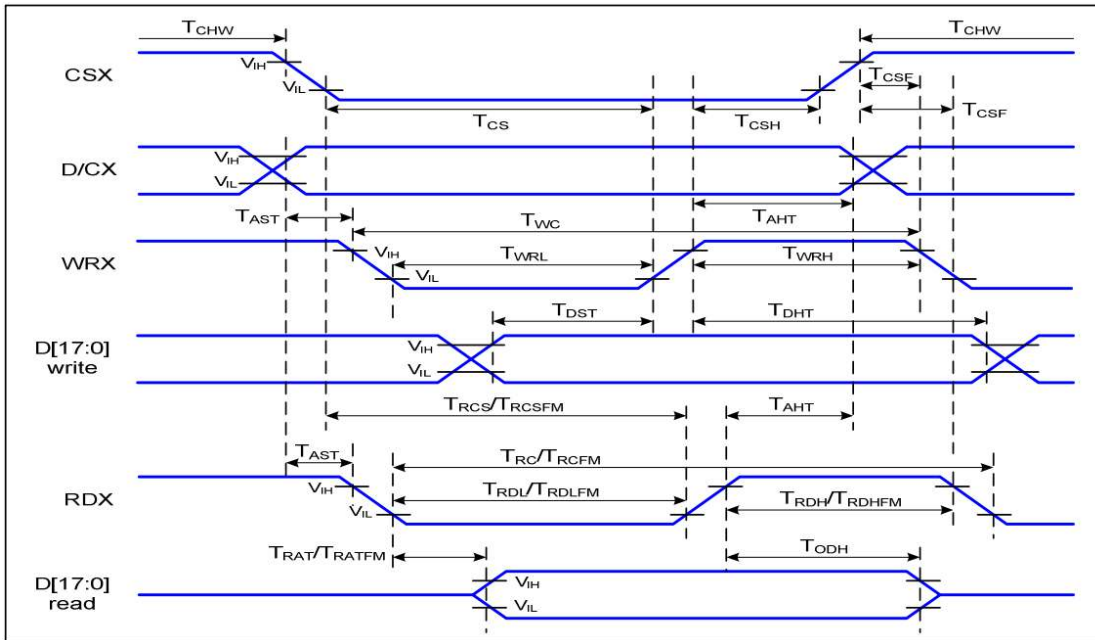 TCHW TCHW
CSX VIH TCSF
VIL TCSF
TCS TCSH
D/CX VIH
VIL
TAST TWC TAHT
WRX VIH TWRL TWRH
VIL
TDST TDHT
D[17:0] VIH
write VIL
TRCS/TRCSFM TAHT
TAST TRC/TRCFM
RDX VIH TRDL/TRDLFM TRDH/TRDHFM
VIL
TRAT/TRATFM TODH
D[17:0] VIH
read VIL